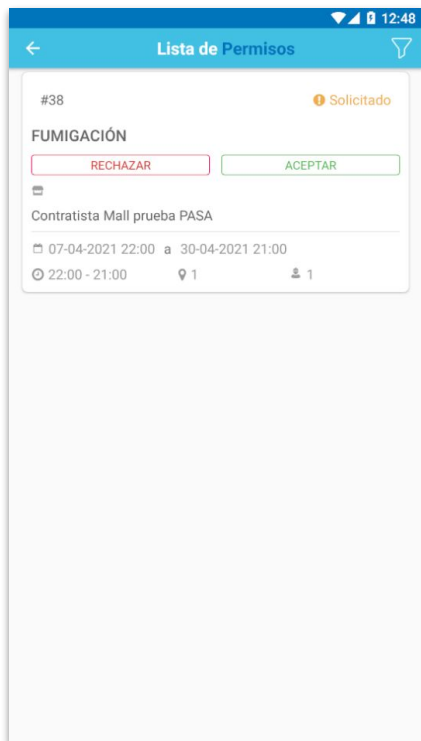 12:48
Lista de Permisos
#38 Solicitado
FUMIGACIÓN
RECHAZAR ACEPTAR
Contratista Mall prueba PASA
07-04-2021 22:00 a 30-04-2021 21:00
22:00 - 21:00 1 1